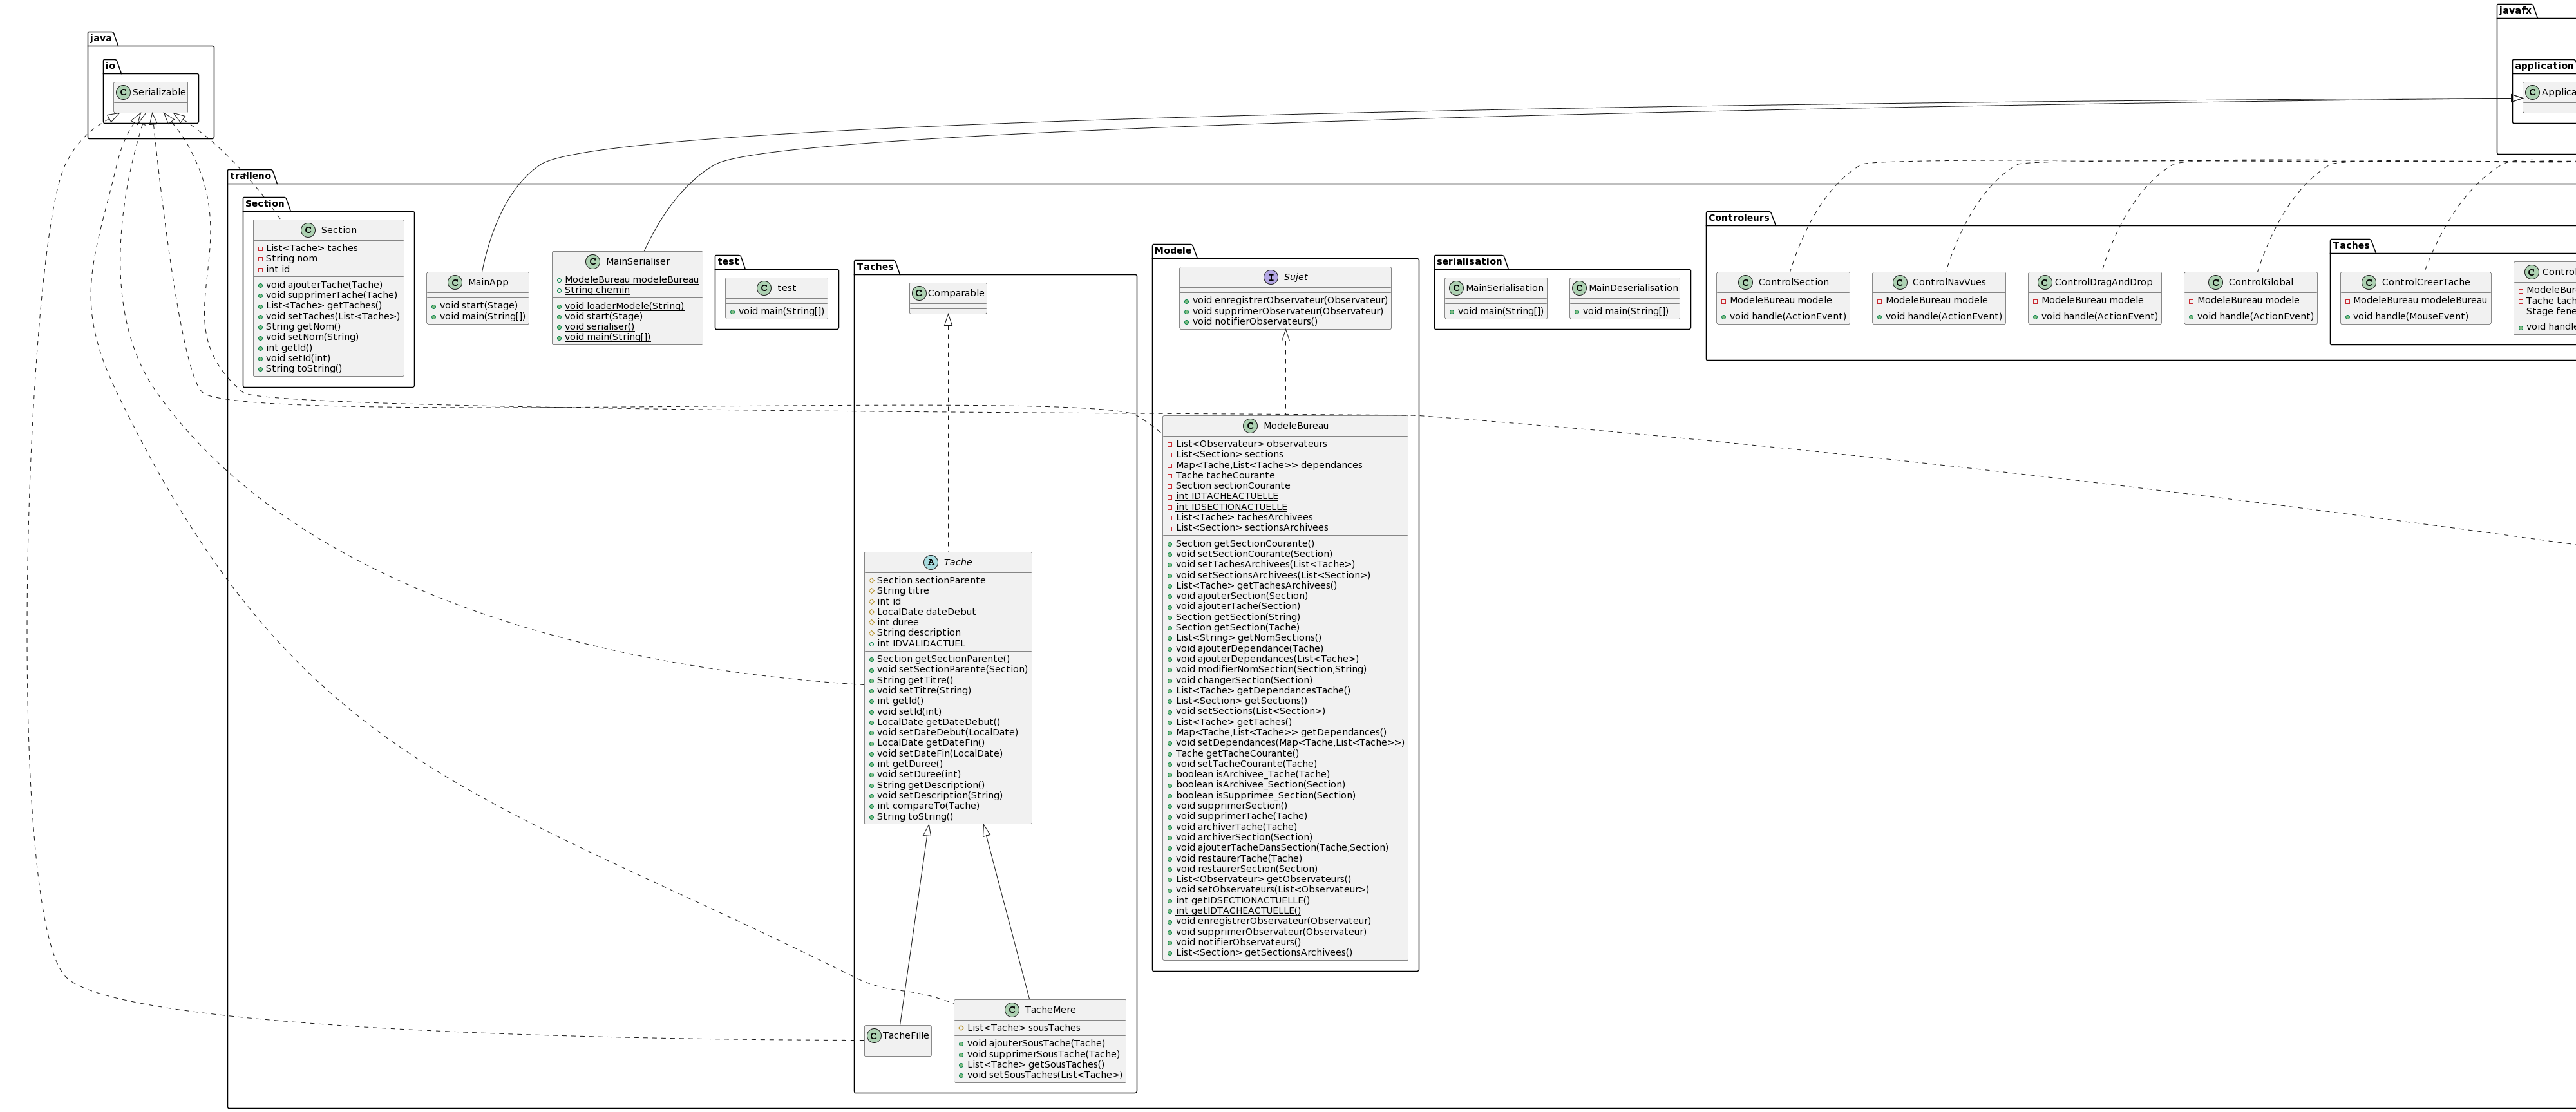 java
io
Serializable
javafx
application
Applica
tralleno
Section
Section
List<Tache> taches
String nom
int id
void ajouterTache(Tache)
void supprimerTache(Tache)
List<Tache> getTaches()
void setTaches(List<Tache>)
String getNom()
void setNom(String)
int getId()
void setId(int)
String toString()
MainApp
void start(Stage)
void main(String[])
MainSerialiser
ModeleBureau modeleBureau
String chemin
void loaderModele(String)
void start(Stage)
void serialiser()
void main(String[])
test
test
void main(String[])
Taches
Comparable
Tache
Section sectionParente
String titre
int id
LocalDate dateDebut
int duree
String description
int IDVALIDACTUEL
Section getSectionParente()
void setSectionParente(Section)
String getTitre()
void setTitre(String)
int getId()
void setId(int)
LocalDate getDateDebut()
void setDateDebut(LocalDate)
LocalDate getDateFin()
void setDateFin(LocalDate)
int getDuree()
void setDuree(int)
String getDescription()
void setDescription(String)
int compareTo(Tache)
String toString()
TacheFille
TacheMere
List<Tache> sousTaches
void ajouterSousTache(Tache)
void supprimerSousTache(Tache)
List<Tache> getSousTaches()
void setSousTaches(List<Tache>)
Modele
Sujet
void enregistrerObservateur(Observateur)
void supprimerObservateur(Observateur)
void notifierObservateurs()
ModeleBureau
List<Observateur> observateurs
List<Section> sections
Map<Tache,List<Tache>> dependances
Tache tacheCourante
Section sectionCourante
int IDTACHEACTUELLE
int IDSECTIONACTUELLE
List<Tache> tachesArchivees
List<Section> sectionsArchivees
Section getSectionCourante()
void setSectionCourante(Section)
void setTachesArchivees(List<Tache>)
void setSectionsArchivees(List<Section>)
List<Tache> getTachesArchivees()
void ajouterSection(Section)
void ajouterTache(Section)
Section getSection(String)
Section getSection(Tache)
List<String> getNomSections()
void ajouterDependance(Tache)
void ajouterDependances(List<Tache>)
void modifierNomSection(Section,String)
void changerSection(Section)
List<Tache> getDependancesTache()
List<Section> getSections()
void setSections(List<Section>)
List<Tache> getTaches()
Map<Tache,List<Tache>> getDependances()
void setDependances(Map<Tache,List<Tache>>)
Tache getTacheCourante()
void setTacheCourante(Tache)
boolean isArchivee_Tache(Tache)
boolean isArchivee_Section(Section)
boolean isSupprimee_Section(Section)
void supprimerSection()
void supprimerTache(Tache)
void archiverTache(Tache)
void archiverSection(Section)
void ajouterTacheDansSection(Tache,Section)
void restaurerTache(Tache)
void restaurerSection(Section)
List<Observateur> getObservateurs()
void setObservateurs(List<Observateur>)
int getIDSECTIONACTUELLE()
int getIDTACHEACTUELLE()
void enregistrerObservateur(Observateur)
void supprimerObservateur(Observateur)
void notifierObservateurs()
List<Section> getSectionsArchivees()
serialisation
MainSerialisation
void main(String[])
MainDeserialisation
void main(String[])
Controleurs
ControlSection
ModeleBureau modele
void handle(ActionEvent)
ControlNavVues
ModeleBureau modele
void handle(ActionEvent)
ControlDragAndDrop
ModeleBureau modele
void handle(ActionEvent)
ControlGlobal
ModeleBureau modele
void handle(ActionEvent)
Taches
ControlCreerTache
ModeleBureau modeleBureau
void handle(MouseEvent)
Contro
ModeleBur
Tache tach
Stage fene
void handle